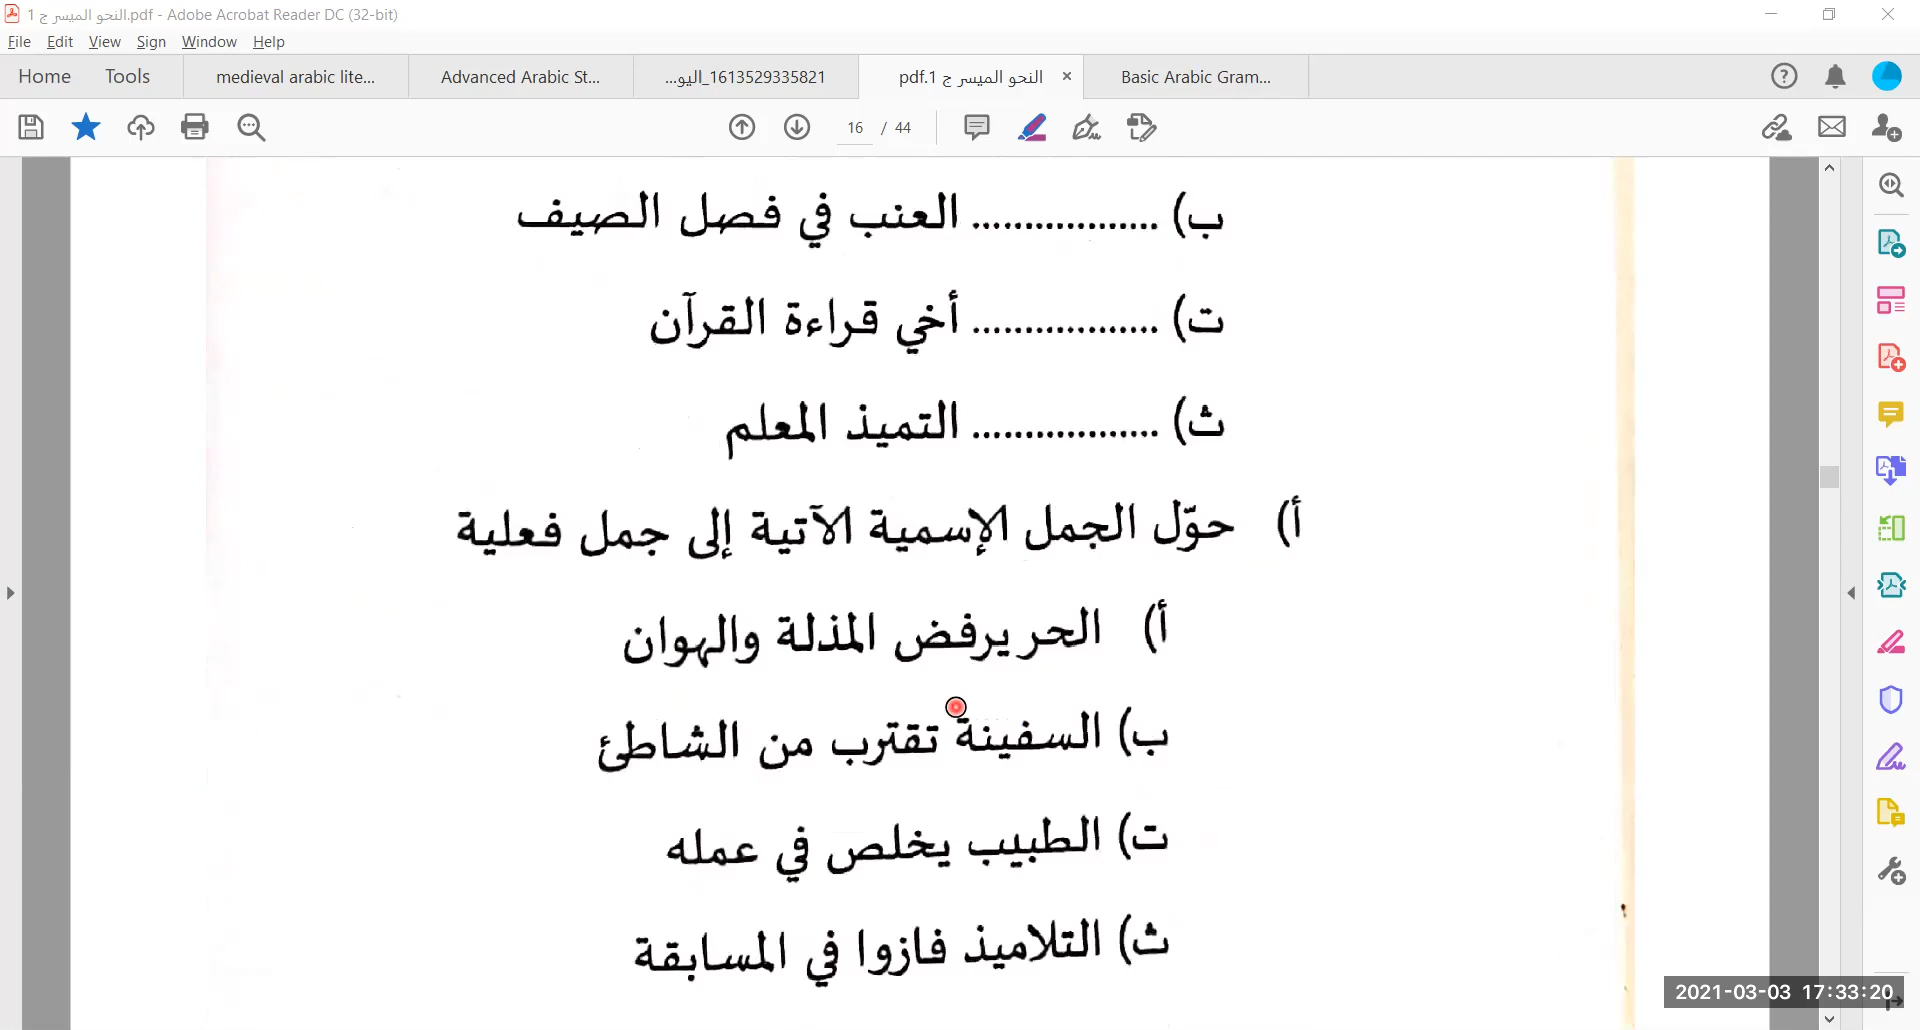 النحو الميسر ج 1.pdf - Adobe Acrobat Reader DC (32-bit)
File Edit View Sign Window Help
Home Tools medieval arabic lite... Advanced Arabic St... 1613529335821_اليو... النحو الميسر ج 1.pdf × Basic Arabic Gram...
16 / 44
ب) .................. العنب في فصل الصيف
ت) .................. أخي قراءة القرآن
ث) .................. التميذ المعلم
أ) حوّل الجمل الإسمية الآتية إلى جمل فعلية
أ) الحر يرفض المذلة والهوان
ب) السفينة تقترب من الشاطئ
ت) الطبيب يخلص في عمله
ث) التلاميذ فازوا في المسابقة
2021-03-03 17:33:20